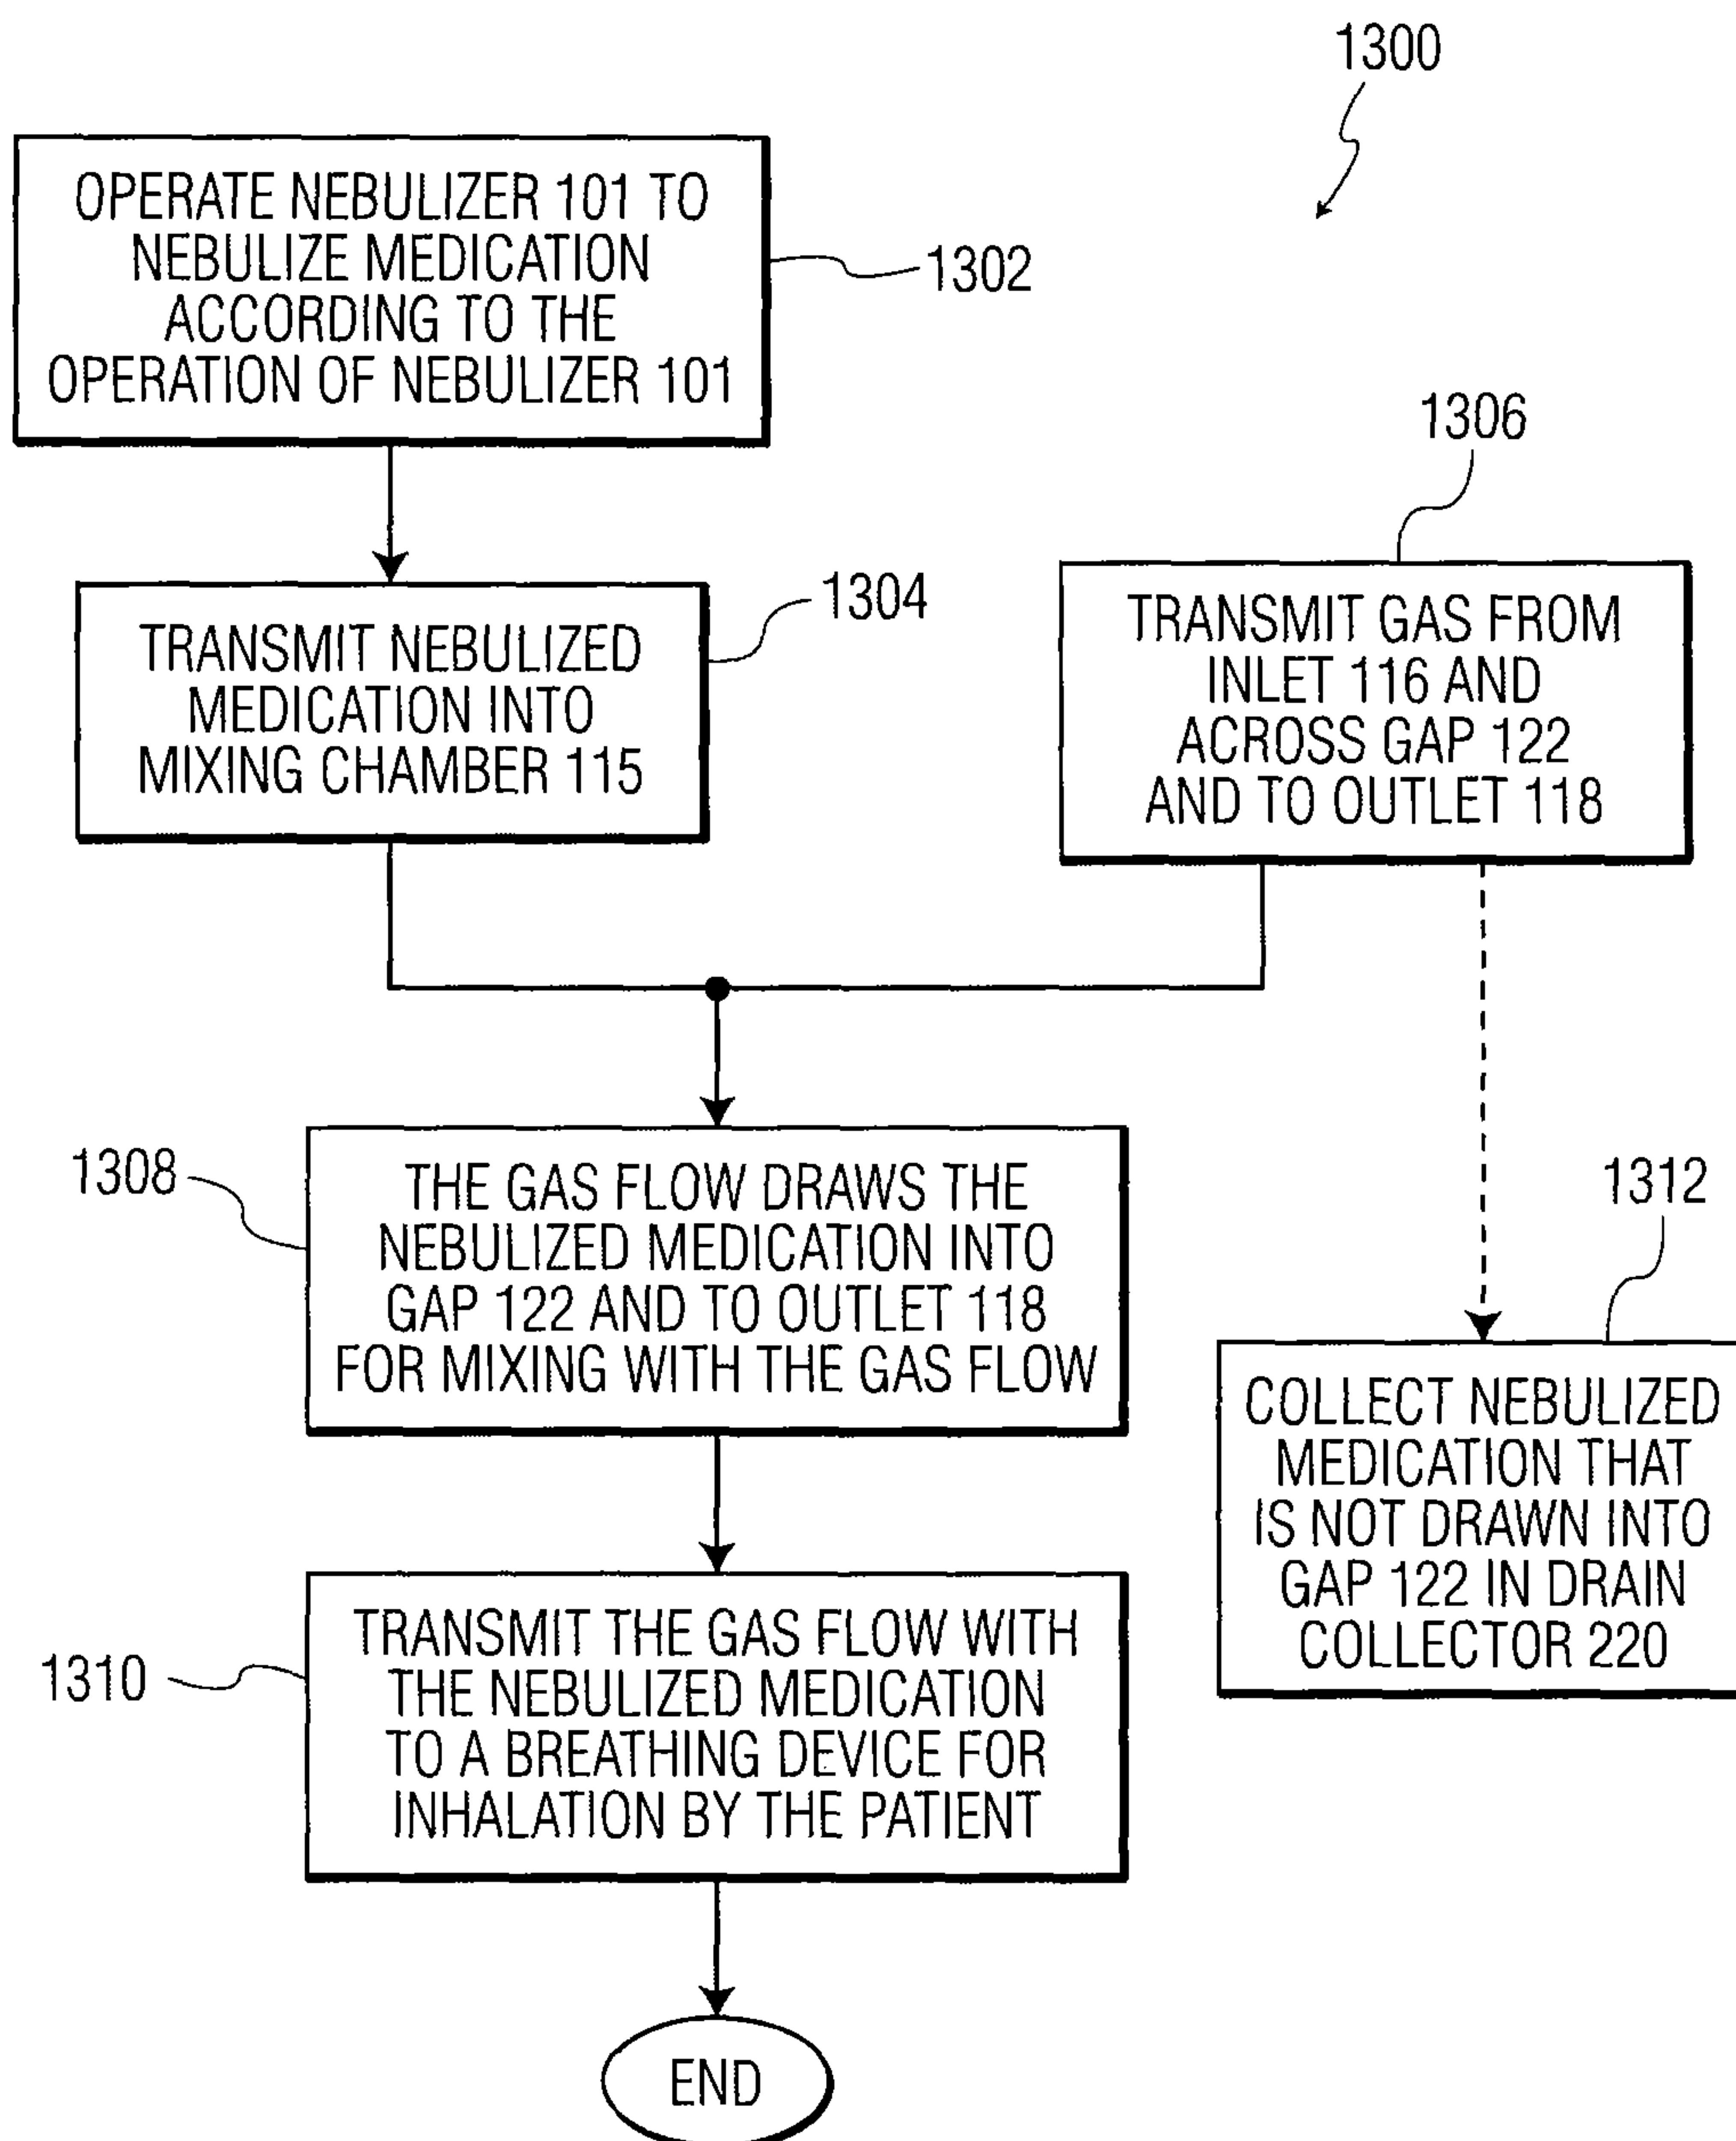 1300
OPERATE NEBULIZER 101 TO
NEBULIZE MEDICATION
ACCORDING TO THE
OPERATION OF NEBULIZER 101
1302
1304
TRANSMIT NEBULIZED
MEDICATION INTO
MIXING CHAMBER 115
1306
TRANSMIT GAS FROM
INLET 116 AND
ACROSS GAP 122
AND TO OUTLET 118
1308
THE GAS FLOW DRAWS THE
NEBULIZED MEDICATION INTO
GAP 122 AND TO OUTLET 118
FOR MIXING WITH THE GAS FLOW
1312
COLLECT NEBULIZED
MEDICATION THAT
IS NOT DRAWN INTO
GAP 122 IN DRAIN
COLLECTOR 220
1310
TRANSMIT THE GAS FLOW WITH
THE NEBULIZED MEDICATION
TO A BREATHING DEVICE FOR
INHALATION BY THE PATIENT
END